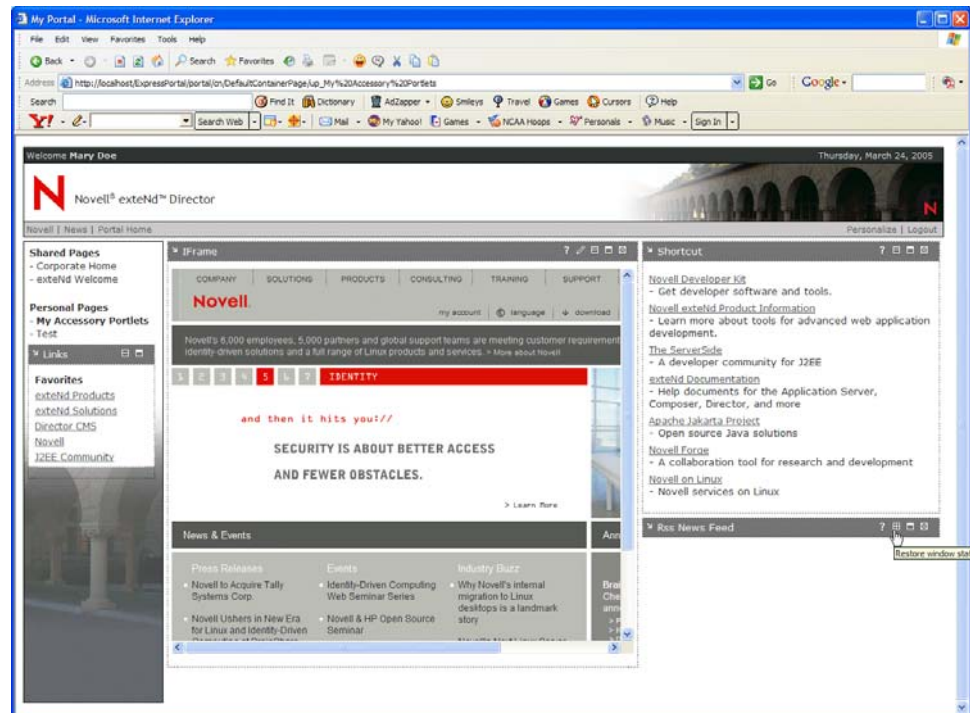 My Portal - Microsoft Internet Explorer
File Edit View Favorites Tools Help
Back Search Favorites
Address http://localhost/ExpressPortal/portal/cn/DefaultContainerPage/up_My%20Accessory%20Portlets Go Google
Search Find It Dictionary AdZapper Smileys Travel Games Cursors Help
Y! Search Web Mail My Yahoo! Games NCAA Hoops Personals Music Sign In
Welcome Mary Doe Thursday, March 24, 2005
N Novell® exteNd™ Director N
Novell | News | Portal Home Personalize | Logout
Shared Pages
- Corporate Home
- exteNd Welcome
Personal Pages
- My Accessory Portlets
- Test
Links
Favorites
exteNd Products
exteNd Solutions
Director CMS
Novell
J2EE Community
IFrame ?
COMPANY SOLUTIONS PRODUCTS CONSULTING TRAINING SUPPORT
Novell.
my account language download
Novell's 6,000 employees, 5,000 partners and global support teams are meeting customer requirement
identity-driven solutions and a full range of Linux products and services. > More about Novell
1 2 3 4 5 6 7 IDENTITY
and then it hits you://
SECURITY IS ABOUT BETTER ACCESS
AND FEWER OBSTACLES.
> Learn More
News & Events Ann
Press Releases
Novell to Acquire Tally
Systems Corp.
Novell Ushers in New Era
for Linux and Identity-Driven
Events
Identity-Driven Computing
Web Seminar Series
Novell & HP Open Source
Seminar
Industry Buzz
Why Novell's internal
migration to Linux
desktops is a landmark
story
Shortcut ?
Novell Developer Kit
- Get developer software and tools.
Novell exteNd Product Information
- Learn more about tools for advanced web application
development.
The ServerSide
- A developer community for J2EE
exteNd Documentation
- Help documents for the Application Server,
Composer, Director, and more
Apache Jakarta Project
- Open source Java solutions
Novell Forge
- A collaboration tool for research and development
Novell on Linux
- Novell services on Linux
Rss News Feed ?
Restore window stat